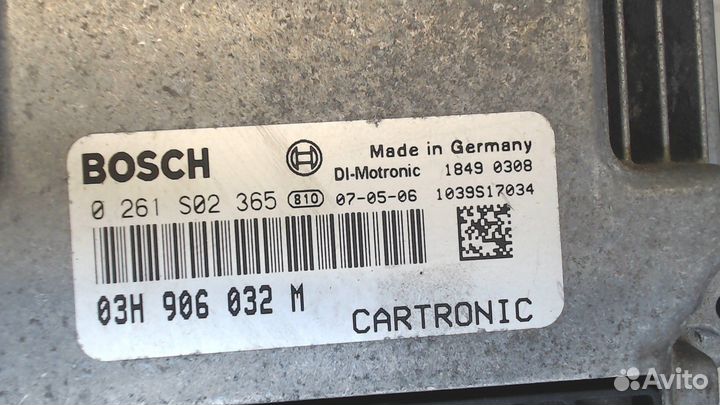 BOSCH
Made in Germany
DI-Motronic 1849 0308
0 261 S02 365 810 07-05-06 1039S17034
03H 906 032 M
CARTRONIC
Avito